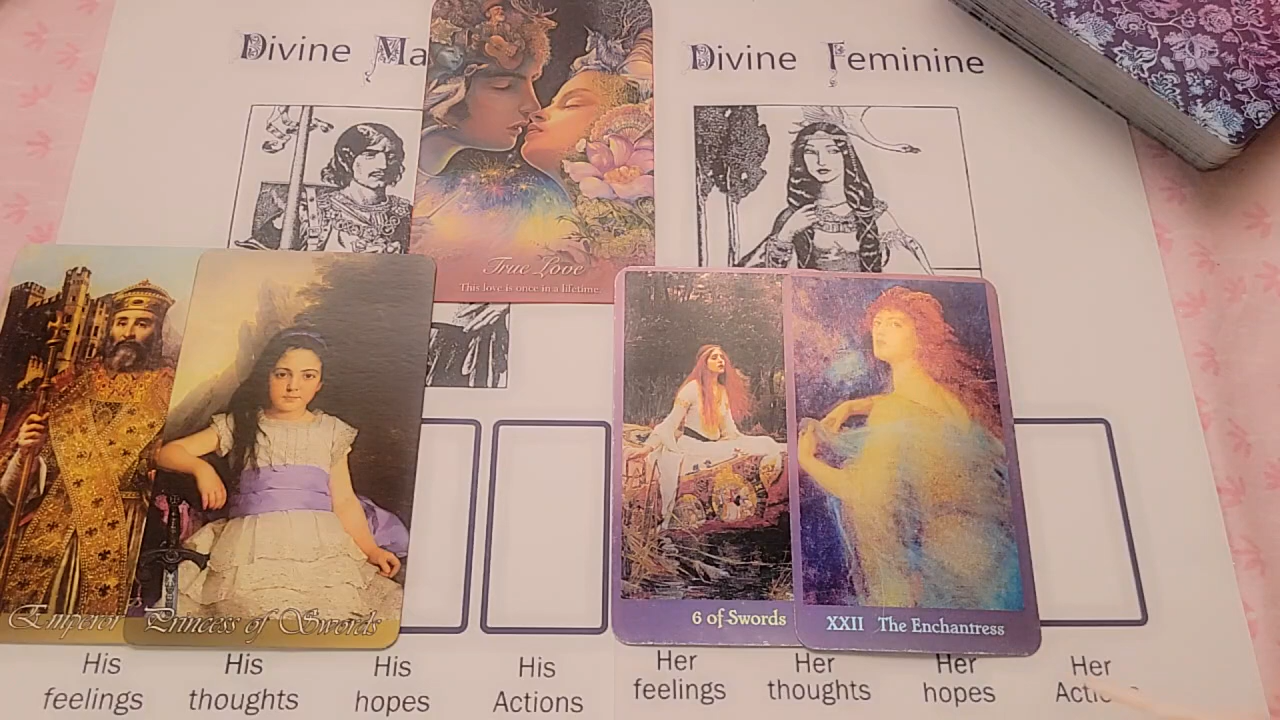 Divine Ma
Divine Feminine
True Love
This love is once in a lifetime.
Emperor
Princess of Swords
6 of Swords
XXII The Enchantress
His
feelings
His
thoughts
His
hopes
His
Actions
Her
feelings
Her
thoughts
Her
hopes
Her